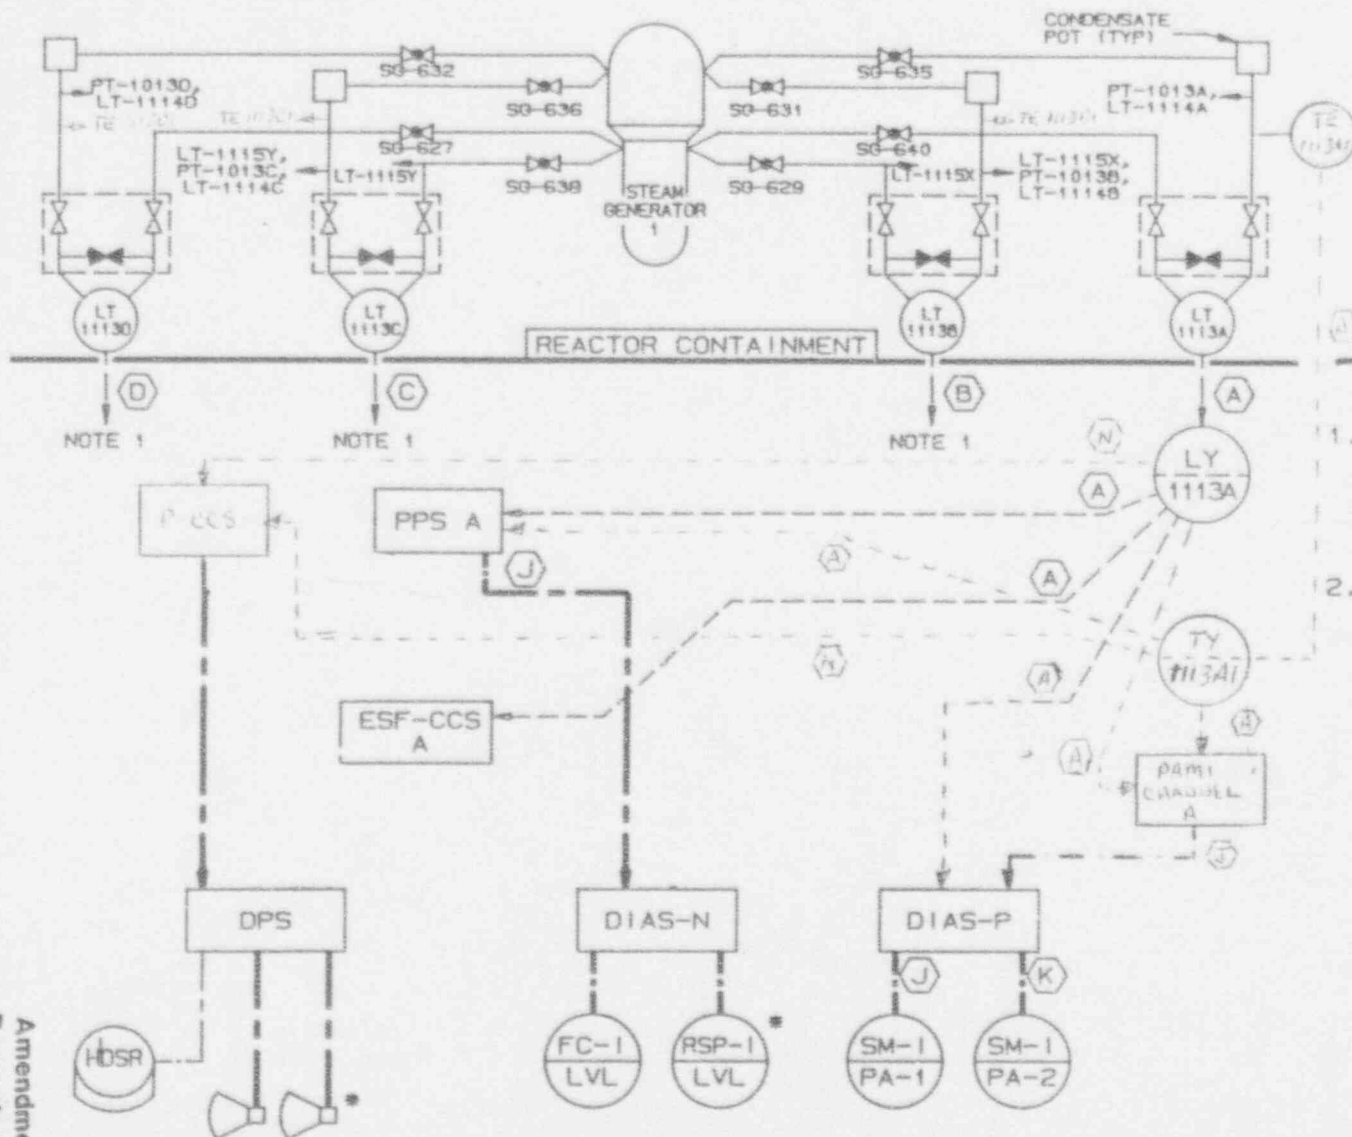 CONDENSATE
POT (TYP)
SG-632
SG-635
PT-1013D,
LT-1114D
SG-636
SG-631
PT-1013A,
LT-1114A
TE
1113A1
SG-627
SG-640
LT-1115Y,
PT-1013C,
LT-1114C
LT-1115Y
SG-638
SG-629
LT-1115X
LT-1115X,
PT-1013B,
LT-1114B
STEAM
GENERATOR
1
LT
1113D
LT
1113C
LT
1113B
LT
1113A
REACTOR CONTAINMENT
D
C
B
A
NOTE 1
NOTE 1
NOTE 1
N
1.
LY
1113A
P-CCS
PPS A
A
J
A
A
2.
N
TY
1113A1
A
A
ESF-CCS
A
A
PAMI
CHANNEL
A
J
DPS
DIAS-N
DIAS-P
J
K
HDSR
*
FC-1
LVL
RSP-1
LVL
*
SM-1
PA-1
SM-1
PA-2